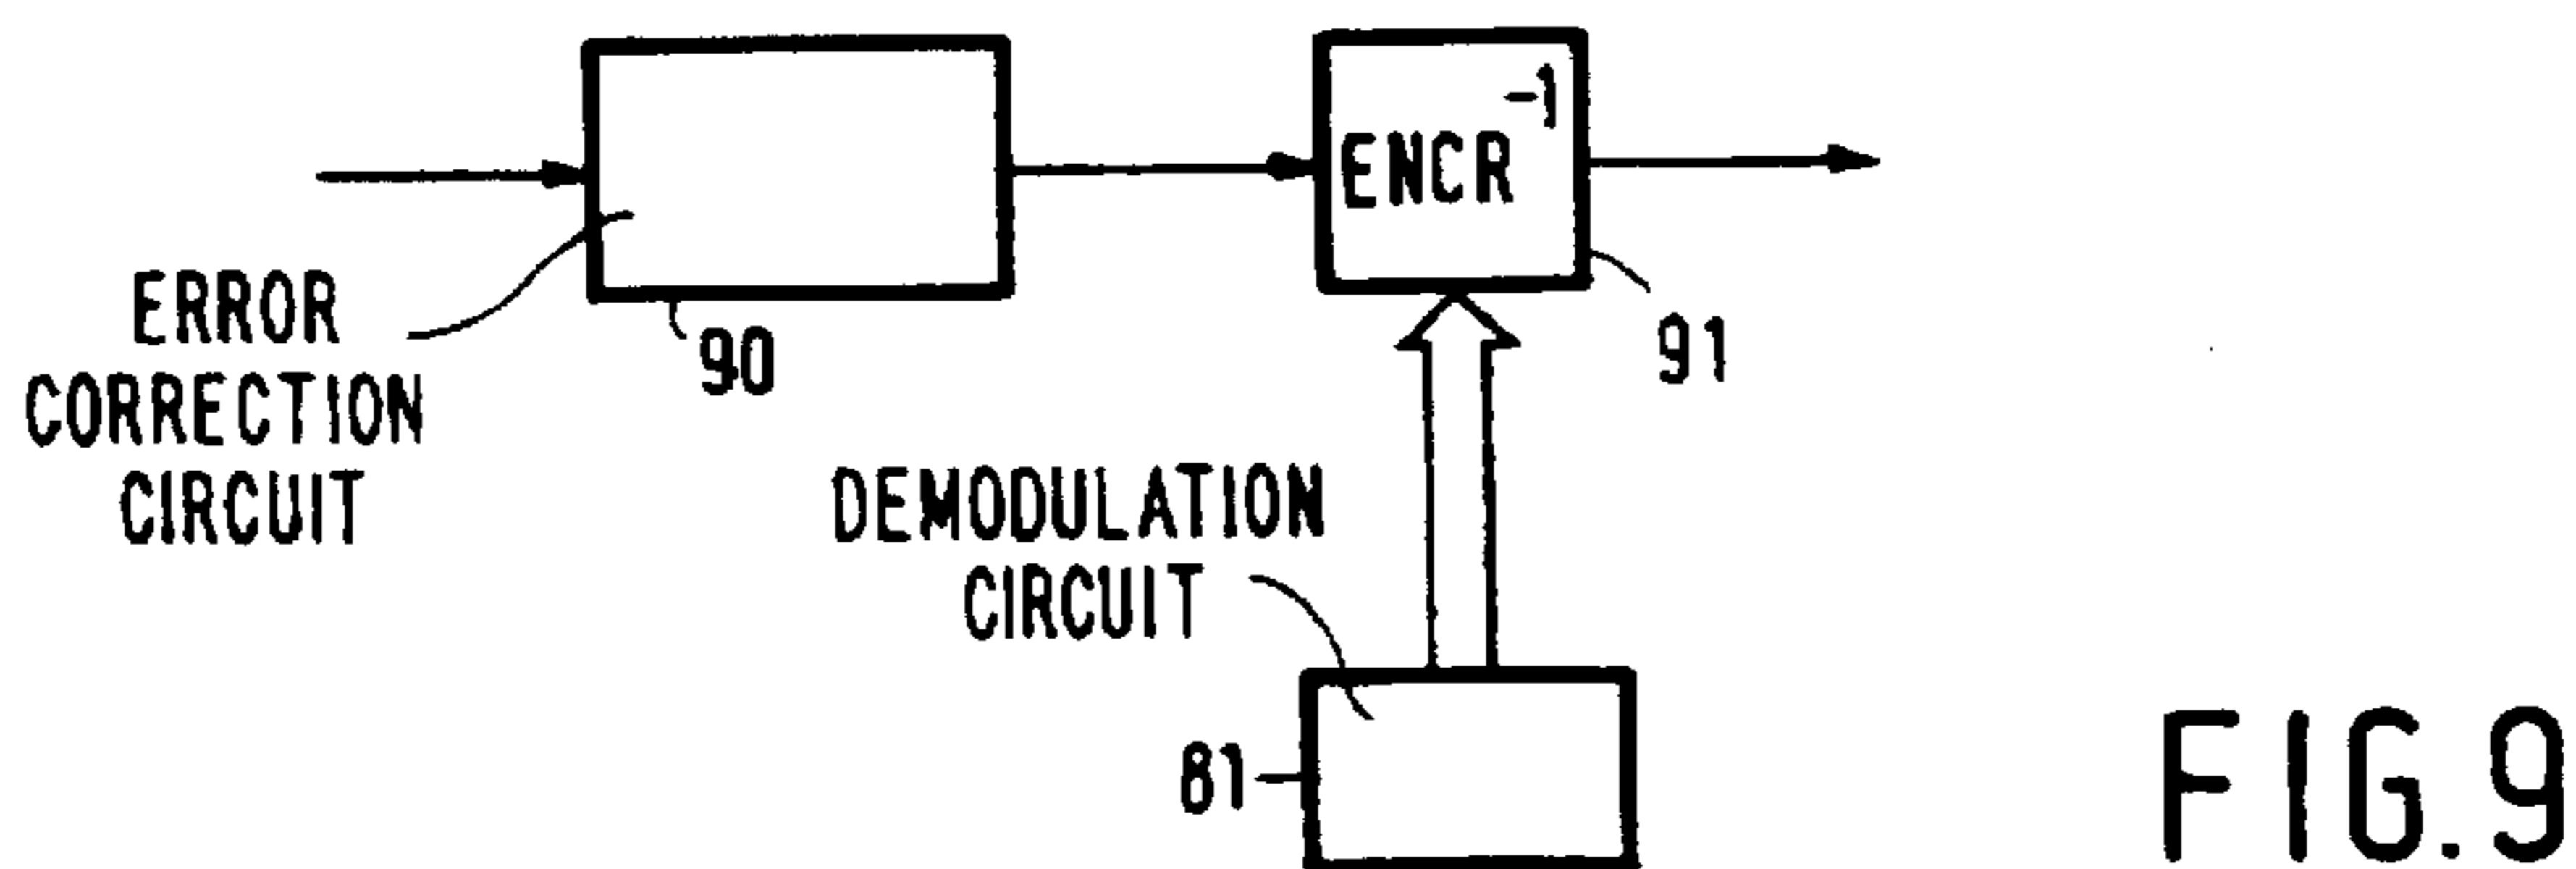 ENCR⁻¹
ERROR
CORRECTION
CIRCUIT
90
91
DEMODULATION
CIRCUIT
81
FIG.9